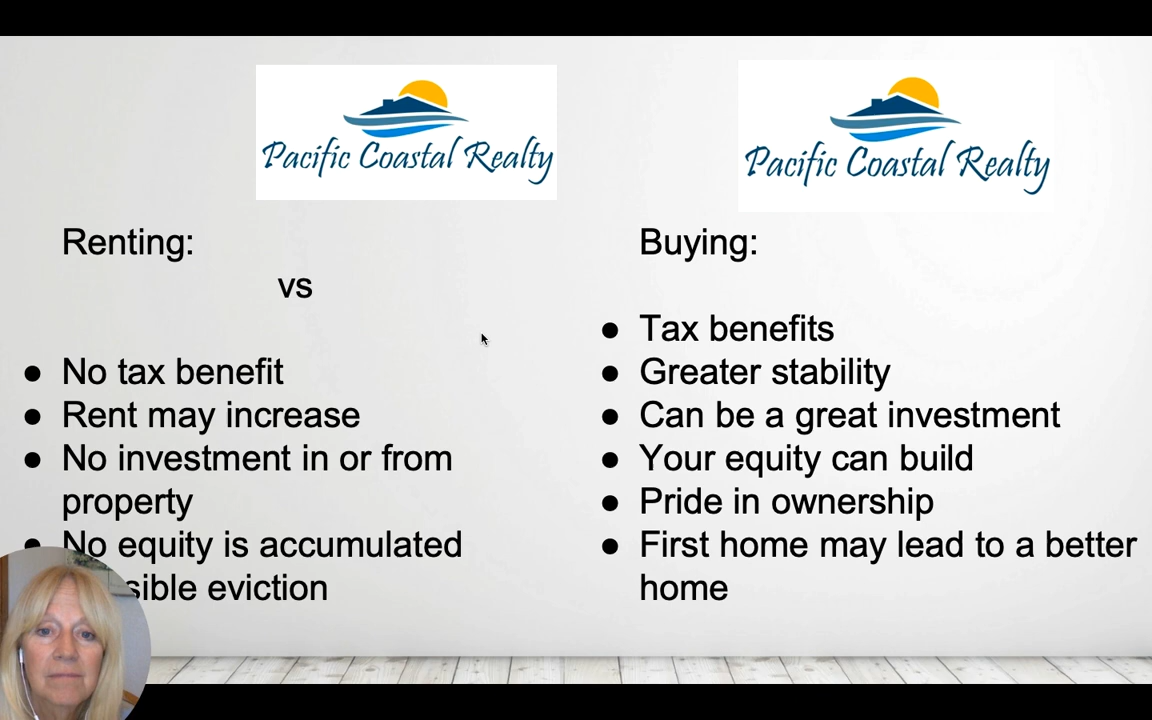 Pacific Coastal Realty
Pacific Coastal Realty
Renting:
vs
● No tax benefit
● Rent may increase
● No investment in or from
property
● No equity is accumulated
eviction
Buying:
● Tax benefits
● Greater stability
● Can be a great investment
● Your equity can build
● Pride in ownership
● First home may lead to a better
home